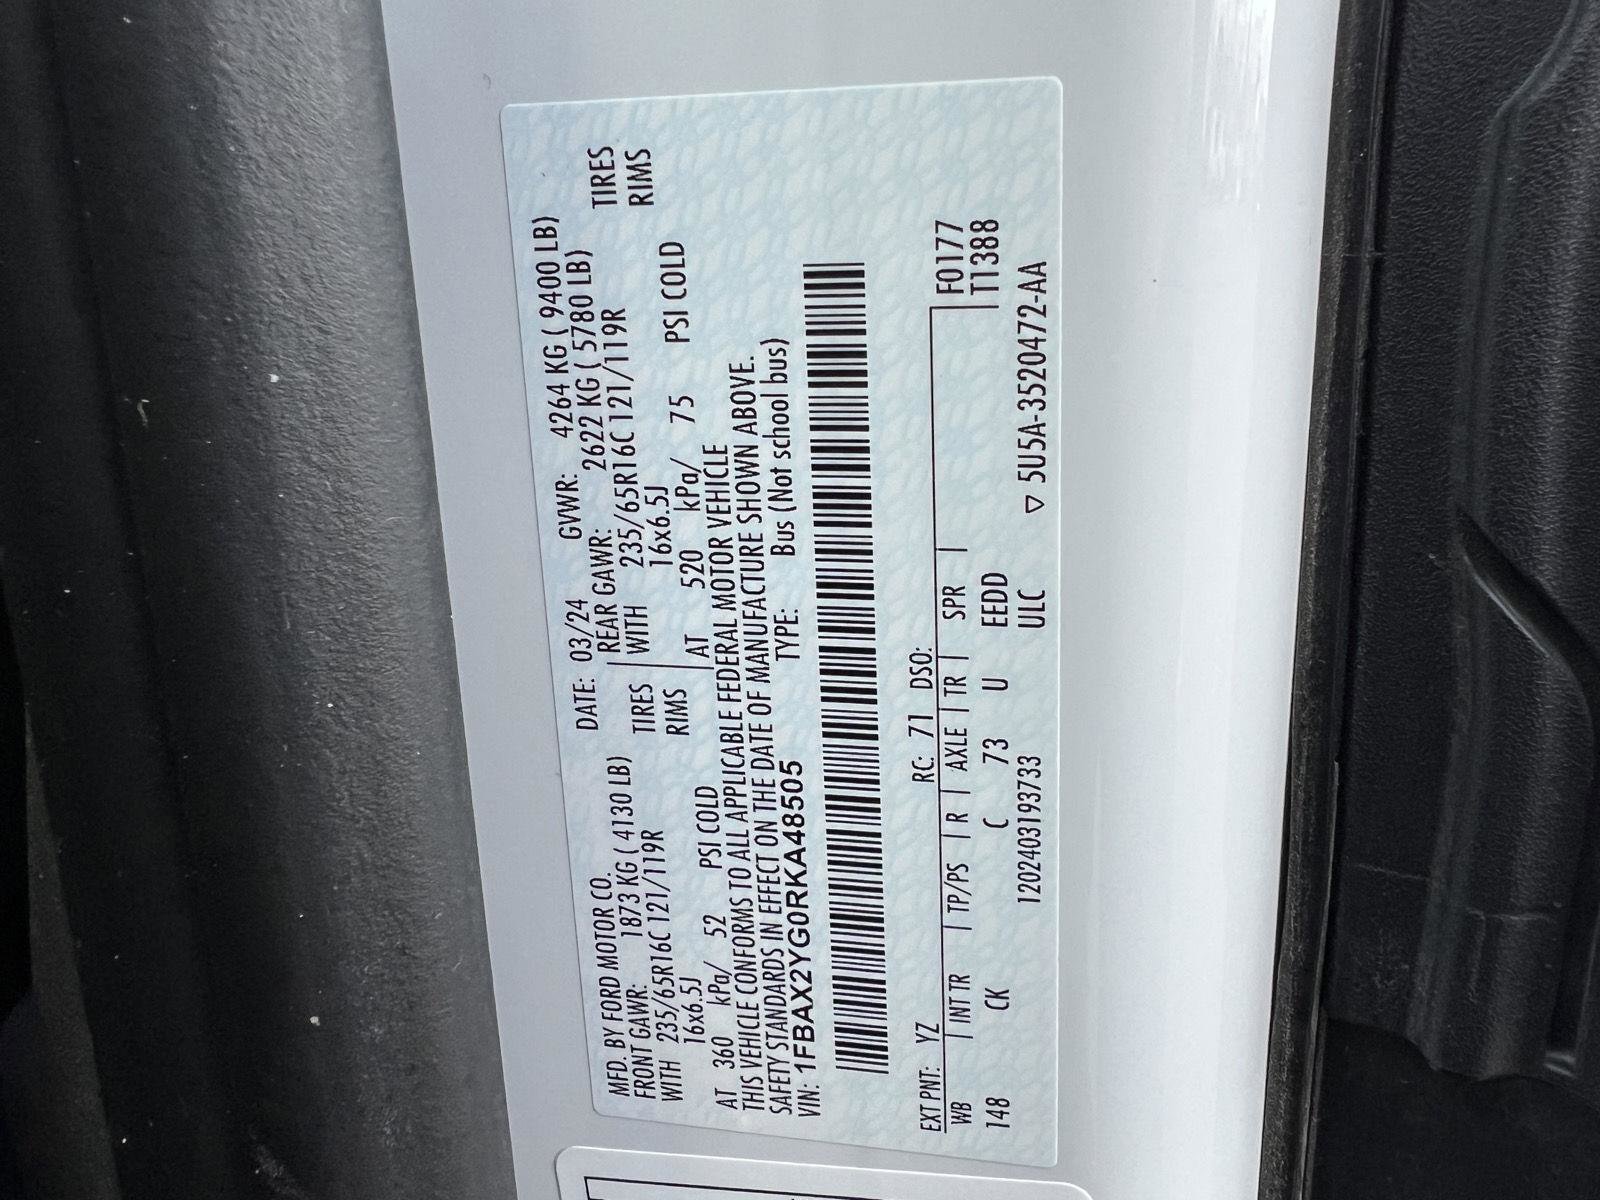 MFD. BY FORD MOTOR CO. DATE: 03/24 GVWR: 4264 KG ( 9400 LB)
FRONT GAWR: 1873 KG ( 4130 LB) REAR GAWR: 2622 KG ( 5780 LB)
WITH 235/65R16C 121/119R TIRES WITH 235/65R16C 121/119R TIRES
16x6.5J RIMS 16x6.5J RIMS
AT 360 kPa/ 52 PSI COLD AT 520 kPa/ 75 PSI COLD
THIS VEHICLE CONFORMS TO ALL APPLICABLE FEDERAL MOTOR VEHICLE
SAFETY STANDARDS IN EFFECT ON THE DATE OF MANUFACTURE SHOWN ABOVE.
VIN: 1FBAX2YG0RKA48505 TYPE: Bus (Not school bus)
EXT PNT: YZ RC: 71 DSO: F0177
WB INT TR TP/PS R AXLE TR SPR T1388
148 CK C 73 U EEDD
1202403193733 ULC ▽ 5U5A-3520472-AA